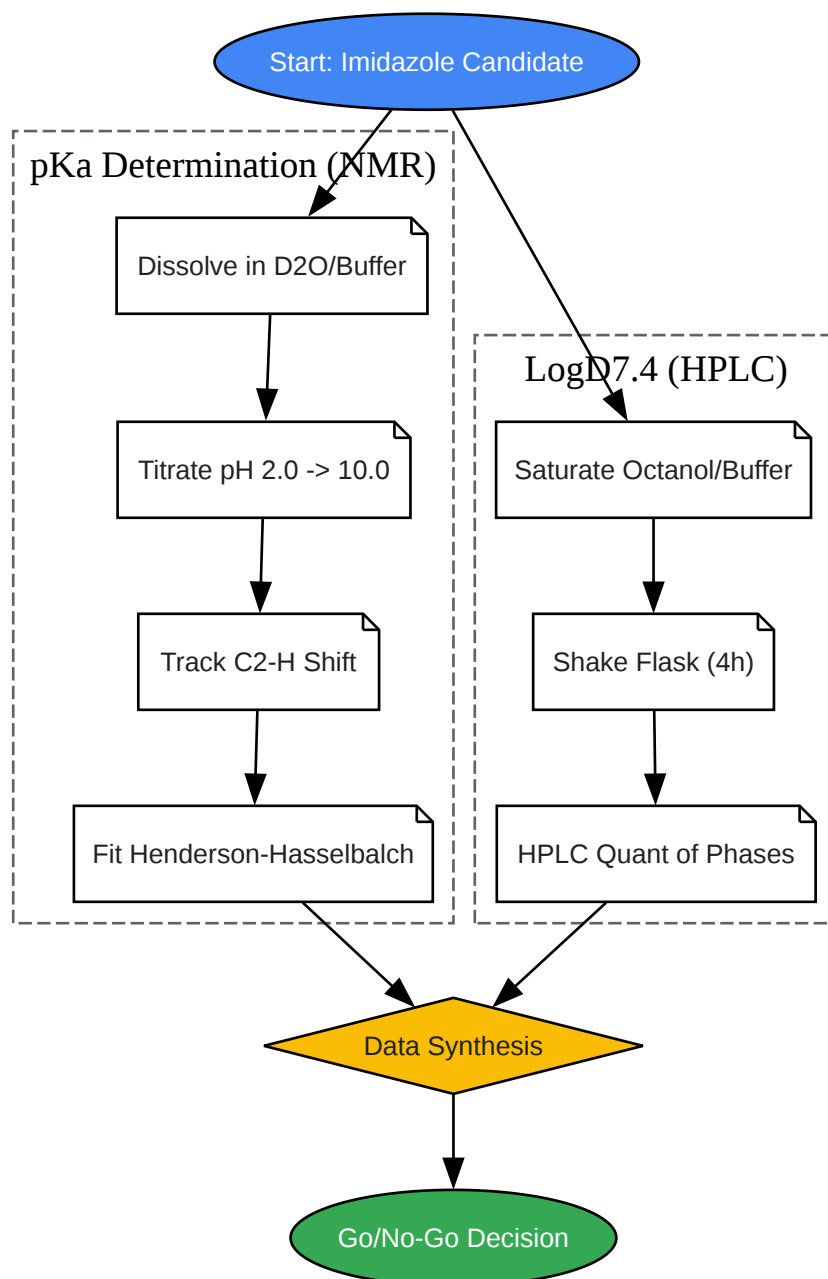 Start: Imidazole Candidate
pKa Determination (NMR)
Dissolve in D2O/Buffer
Titrate pH 2.0 -> 10.0
Track C2-H Shift
Fit Henderson-Hasselbalch
LogD7.4 (HPLC)
Saturate Octanol/Buffer
Shake Flask (4h)
HPLC Quant of Phases
Data Synthesis
Go/No-Go Decision